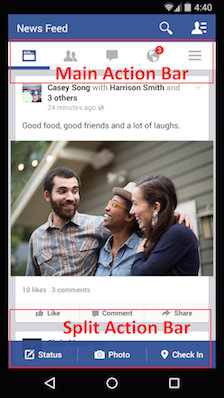 4:40
News Feed
3
Main Action Bar
Casey Song with Harrison Smith and
3 others
24 minutes ago
Good food, good friends and a lot of laughs.
10 likes 3 comments
Like Comment Share
Split Action Bar
Status Photo Check In